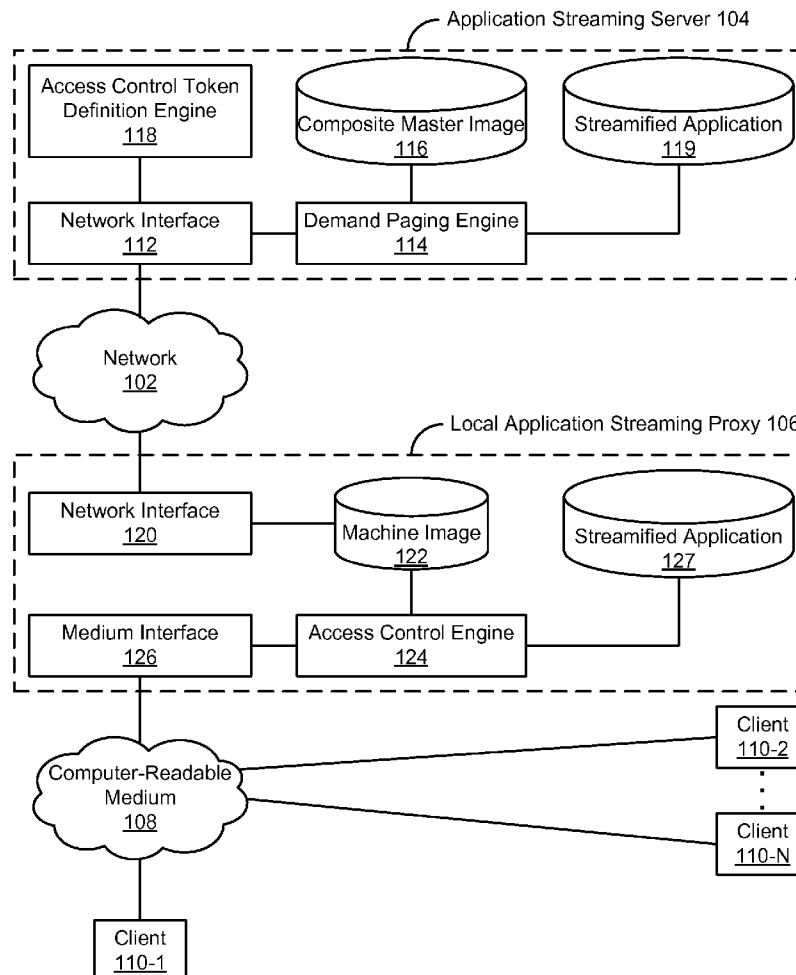 Application Streaming Server 104
Access Control Token
Definition Engine
118
Composite Master Image
116
Streamified Application
119
Network Interface
112
Demand Paging Engine
114
Network
102
Local Application Streaming Proxy 106
Network Interface
120
Machine Image
122
Streamified Application
127
Medium Interface
126
Access Control Engine
124
Computer-Readable
Medium
108
Client
110-2
Client
110-N
Client
110-1